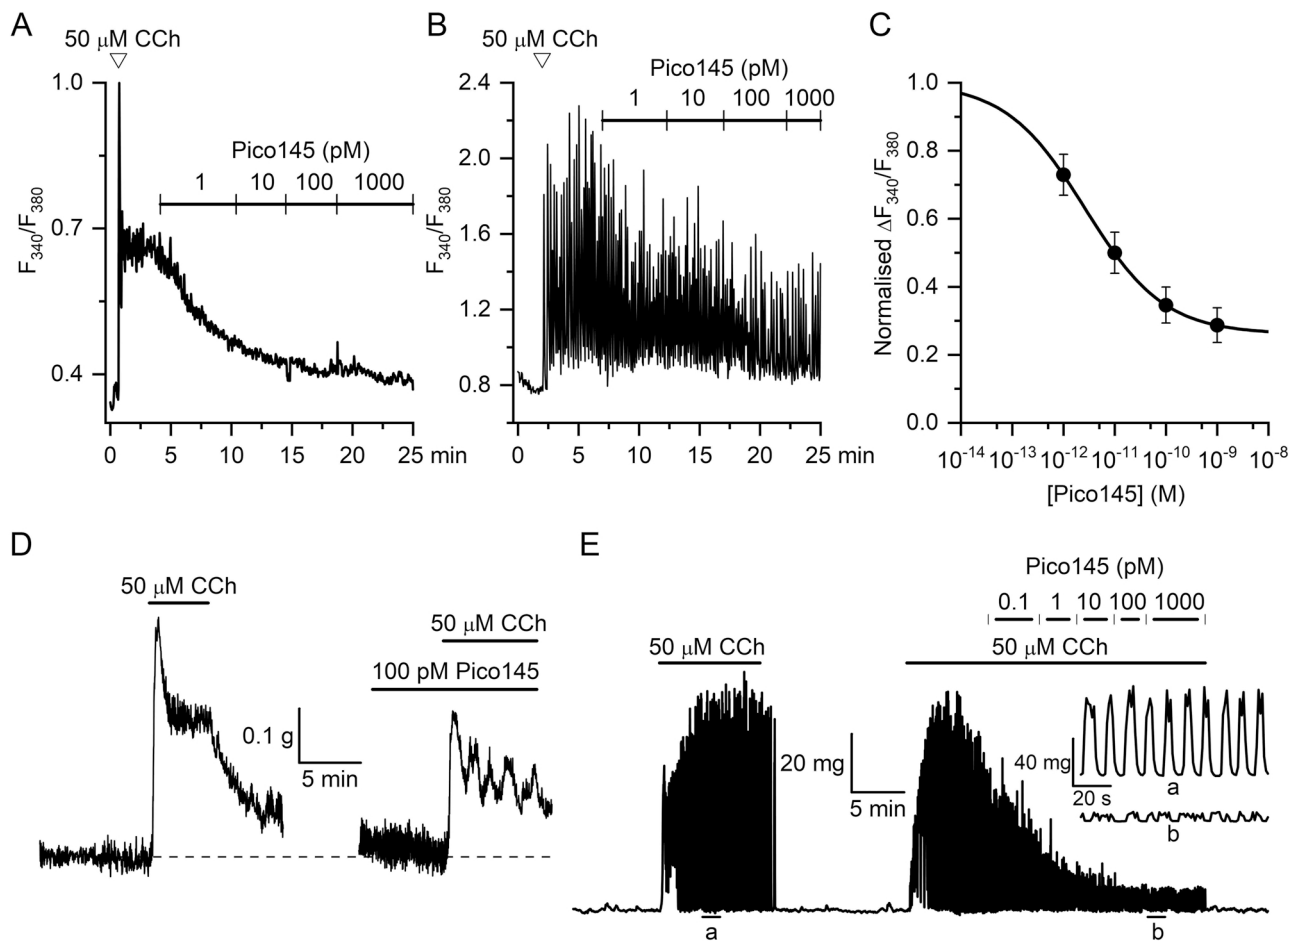 A
50 μM CCh
1.0
0.7
0.4
F340/F380
Pico145 (pM)
1 10 100 1000
0 5 10 15 20 25 min
B
50 μM CCh
2.4
2.0
1.6
1.2
0.8
F340/F380
Pico145 (pM)
1 10 100 1000
0 5 10 15 20 25 min
C
1.0
0.8
0.6
0.4
0.2
0.0
Normalised ΔF340/F380
10-14 10-13 10-12 10-11 10-10 10-9 10-8
[Pico145] (M)
D
50 μM CCh
50 μM CCh
100 pM Pico145
0.1 g
5 min
E
Pico145 (pM)
0.1 1 10 100 1000
50 μM CCh
50 μM CCh
20 mg
5 min
40 mg
20 s
a
b
a
b